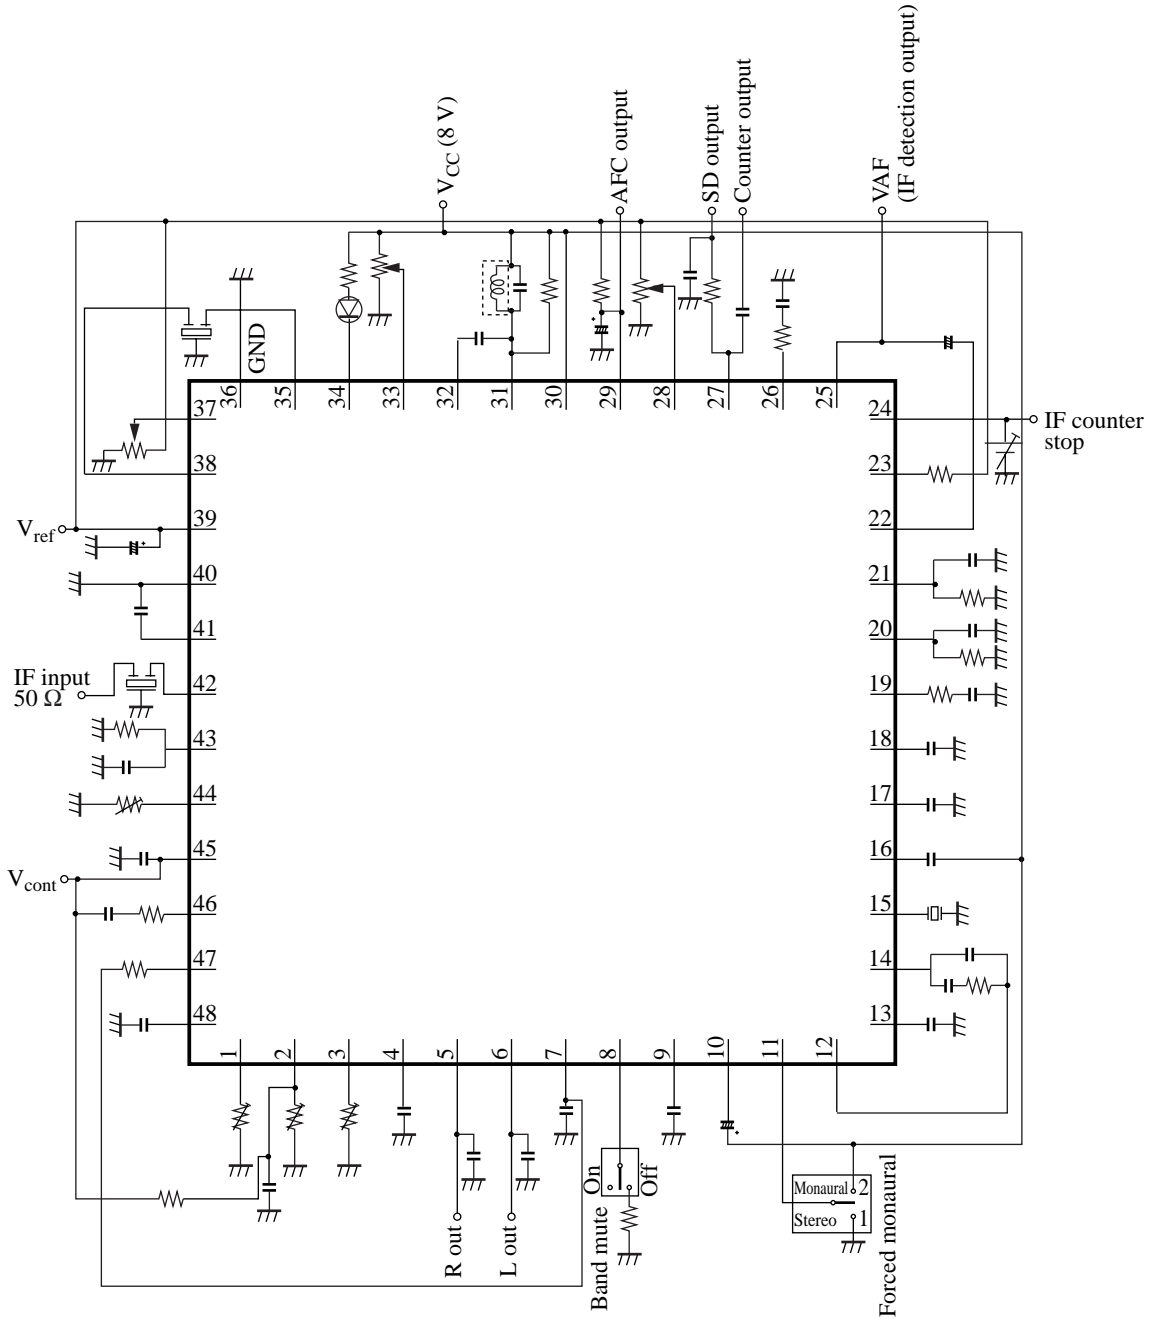 VCC (8 V)
AFC output
SD output
Counter output
VAF
(IF detection output)
GND
36
35
34
33
32
31
30
29
28
27
26
25
37
38
39
40
41
42
43
44
45
46
47
48
24
23
22
21
20
19
18
17
16
15
14
13
1
2
3
4
5
6
7
8
9
10
11
12
IF counter
stop
Vref
IF input
50 Ω
Vcont
R out
L out
Band mute
On
Off
Monaural 2
Stereo 1
Forced monaural